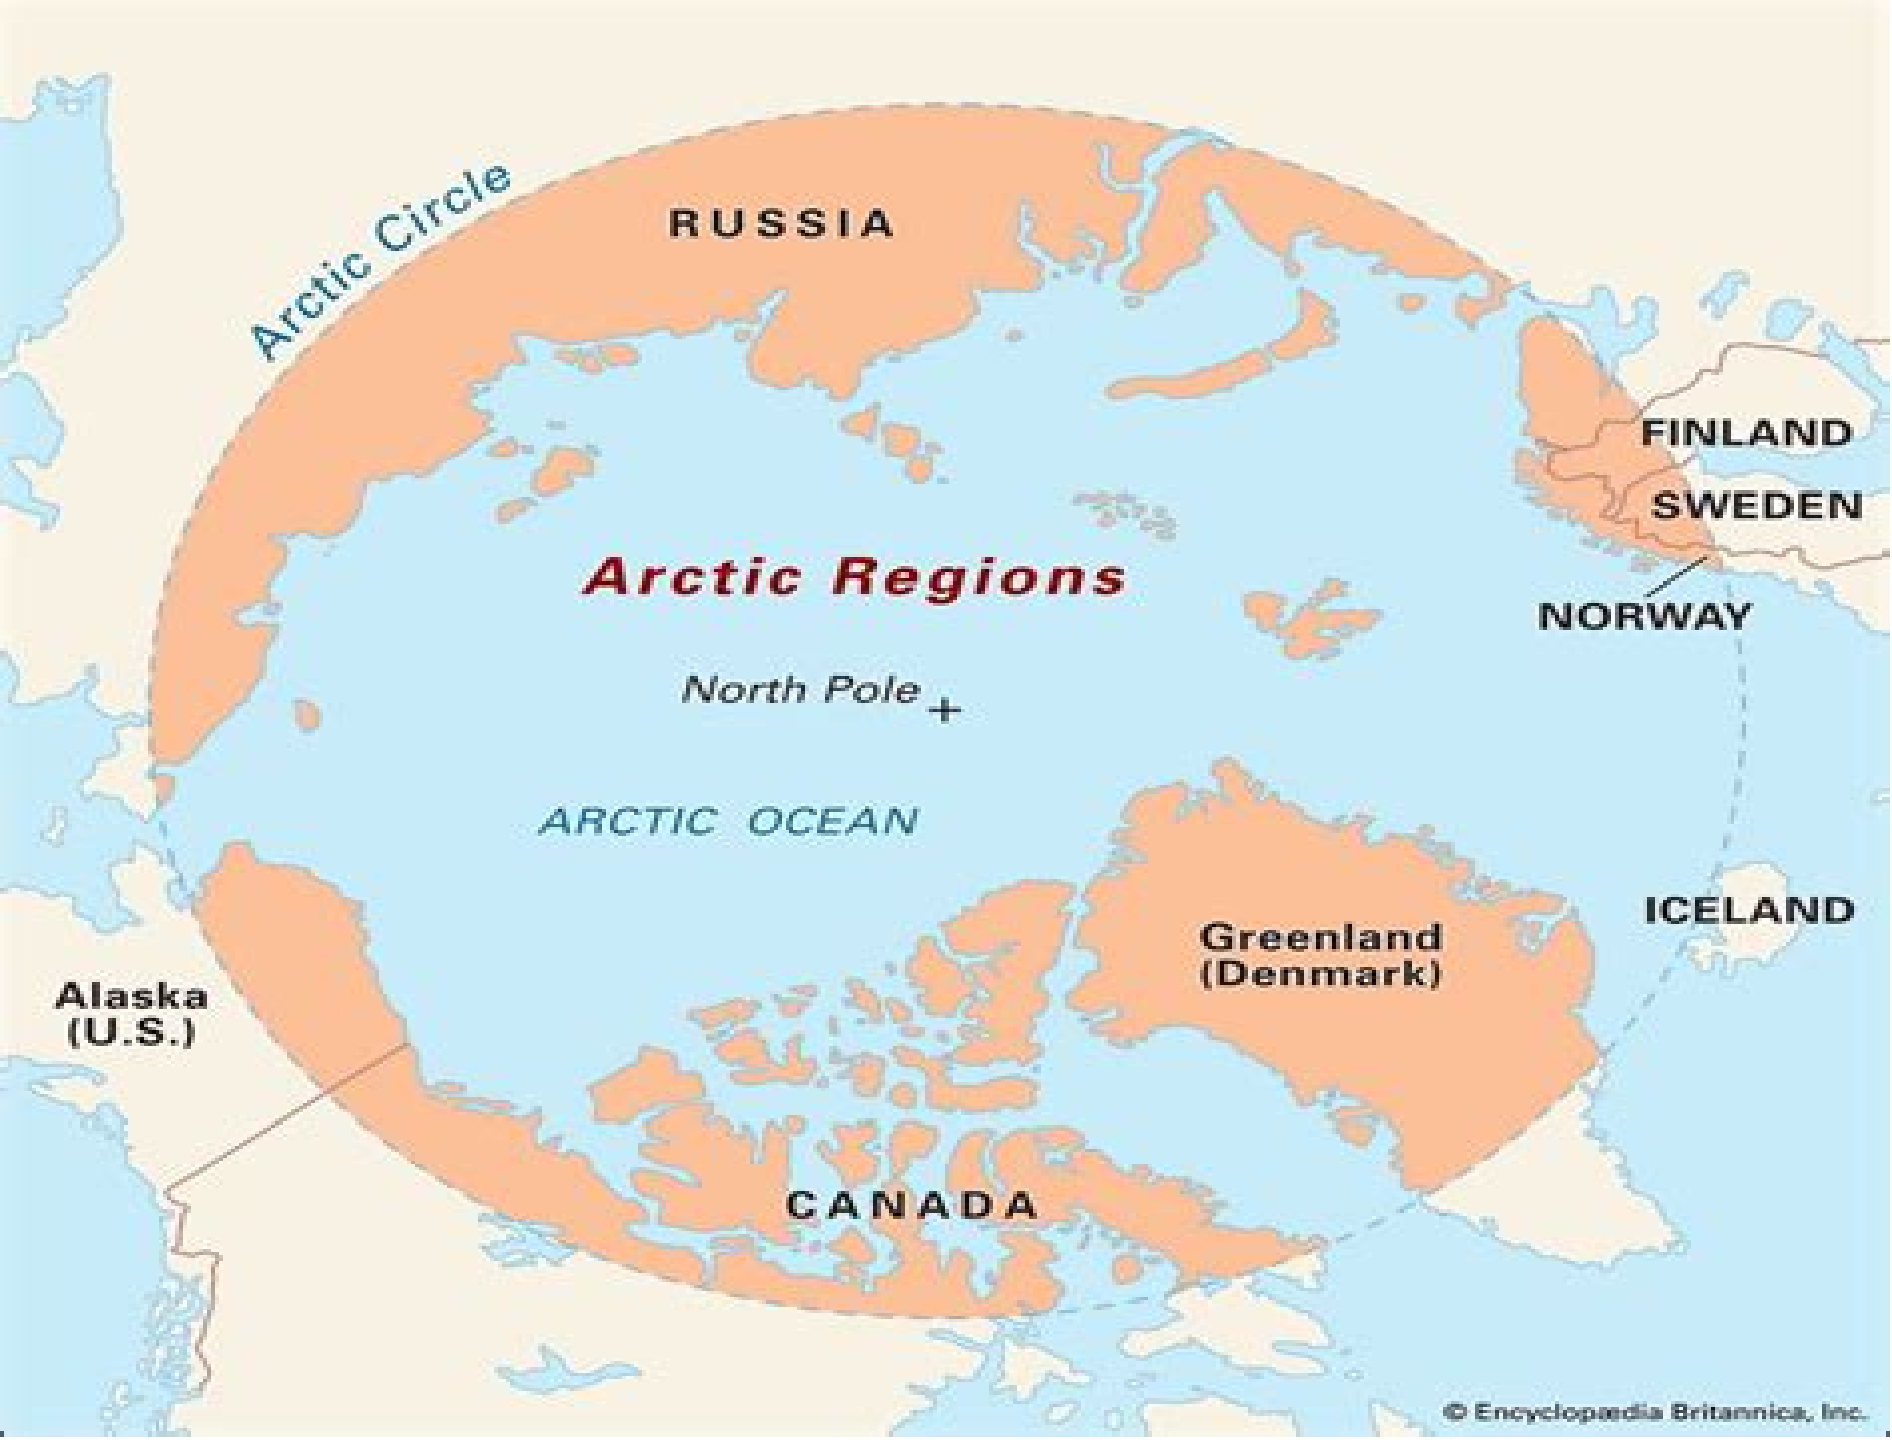 Arctic Circle
RUSSIA
FINLAND
SWEDEN
Arctic Regions
NORWAY
North Pole
ARCTIC OCEAN
ICELAND
Greenland
(Denmark)
Alaska
(U.S.)
CANADA
© Encyclopædia Britannica, Inc.